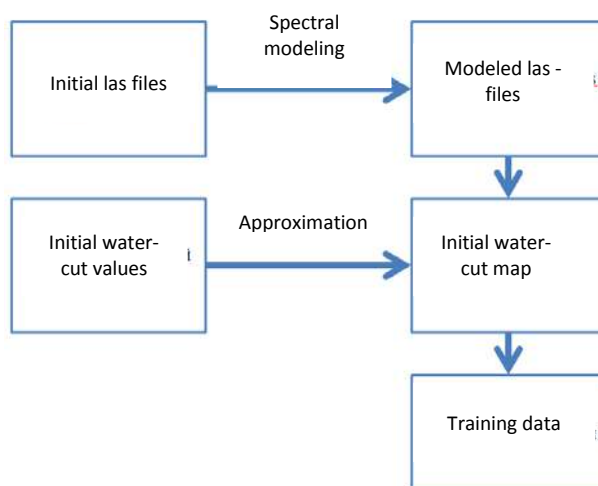 Spectral
modeling
Initial las files
Modeled las -
files
Approximation
Initial water-
cut values
Initial water-
cut map
Training data